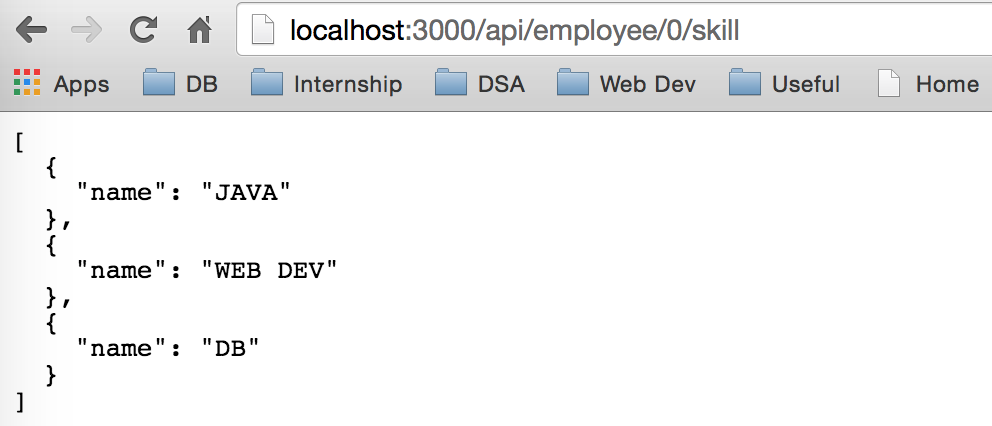 localhost:3000/api/employee/0/skill
Apps DB Internship DSA Web Dev Useful Home
[
{
"name": "JAVA"
},
{
"name": "WEB DEV"
},
{
"name": "DB"
}
]